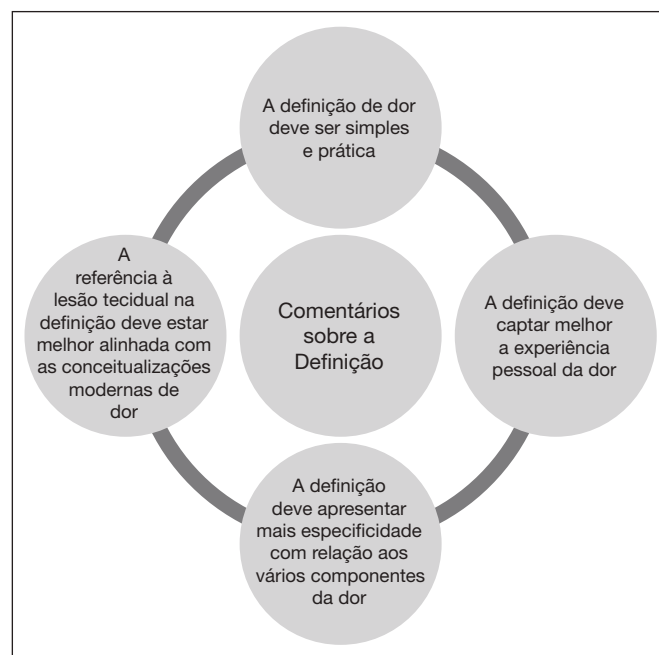 A definição de dor
deve ser simples
e prática
A
referência à
lesão tecidual na
definição deve estar
melhor alinhada com
as conceitualizações
modernas de
dor
Comentários
sobre a
Definição
A definição deve
captar melhor
a experiência
pessoal da dor
A definição
deve apresentar
mais especificidade
com relação aos
vários componentes
da dor